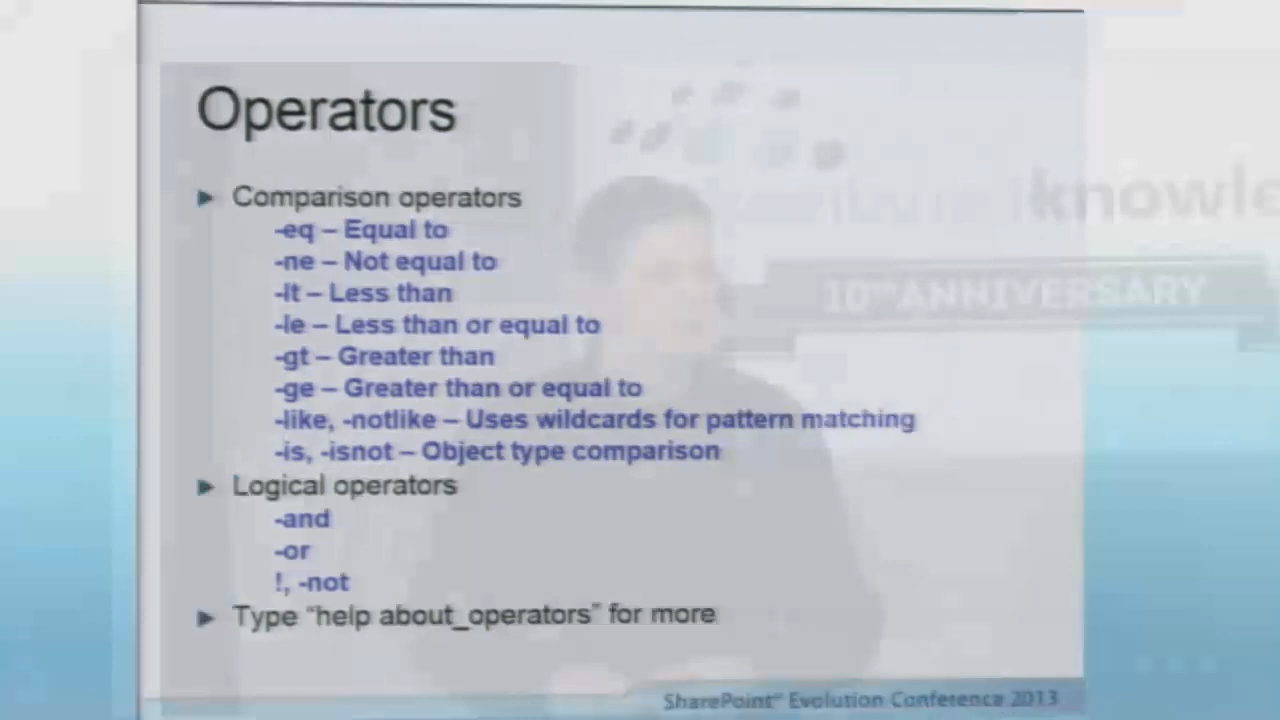 Operators
Comparison operators
-eq – Equal to
-ne – Not equal to
-lt – Less than
-le – Less than or equal to
-gt – Greater than
-ge – Greater than or equal to
-like, -notlike – Uses wildcards for pattern matching
-is, -isnot – Object type comparison
Logical operators
-and
-or
!, -not
Type “help about_operators” for more
knowle
10TH ANNIVERSARY
SharePoint® Evolution Conference 2013